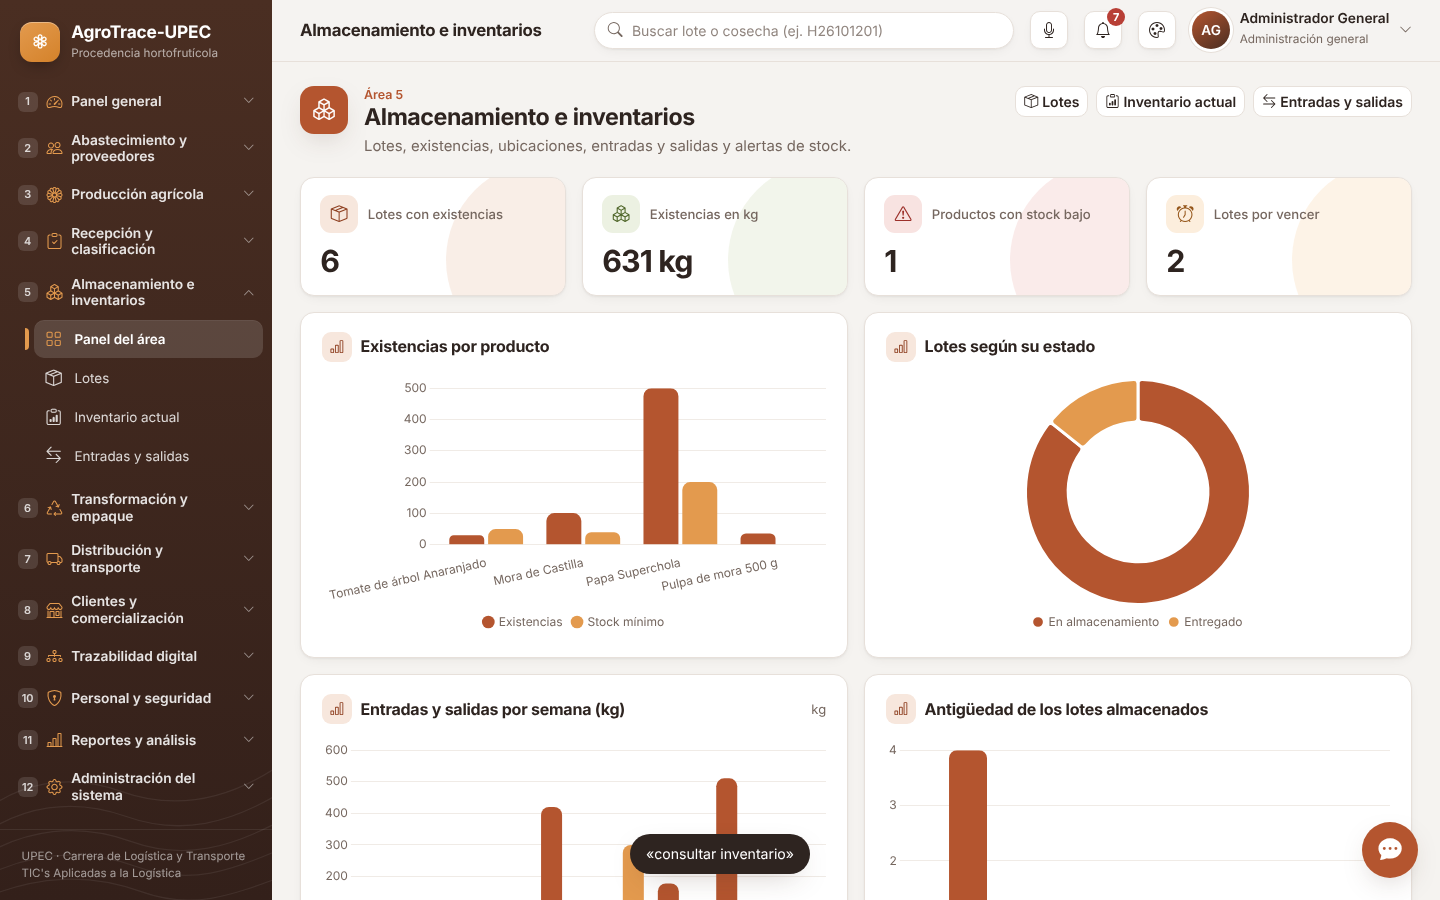 AgroTrace-UPEC
Procedencia hortofrutícola
1 Panel general
2 Abastecimiento y
proveedores
3 Producción agrícola
4 Recepción y
clasificación
5 Almacenamiento e
inventarios
Panel del área
Lotes
Inventario actual
Entradas y salidas
6 Transformación y
empaque
7 Distribución y
transporte
8 Clientes y
comercialización
9 Trazabilidad digital
10 Personal y seguridad
11 Reportes y análisis
12 Administración del
sistema
UPEC · Carrera de Logística y Transporte
TIC's Aplicadas a la Logística
Almacenamiento e inventarios
Buscar lote o cosecha (ej. H26101201)
7
AG
Administrador General
Administración general
Área 5
Almacenamiento e inventarios
Lotes, existencias, ubicaciones, entradas y salidas y alertas de stock.
Lotes
Inventario actual
Entradas y salidas
Lotes con existencias
6
Existencias en kg
631 kg
Productos con stock bajo
1
Lotes por vencer
2
Existencias por producto
500
400
300
200
100
0
Tomate de árbol Anaranjado
Mora de Castilla
Papa Superchola
Pulpa de mora 500 g
Existencias
Stock mínimo
Lotes según su estado
En almacenamiento
Entregado
Entradas y salidas por semana (kg)
kg
600
500
400
300
200
«consultar inventario»
Antigüedad de los lotes almacenados
4
3
2